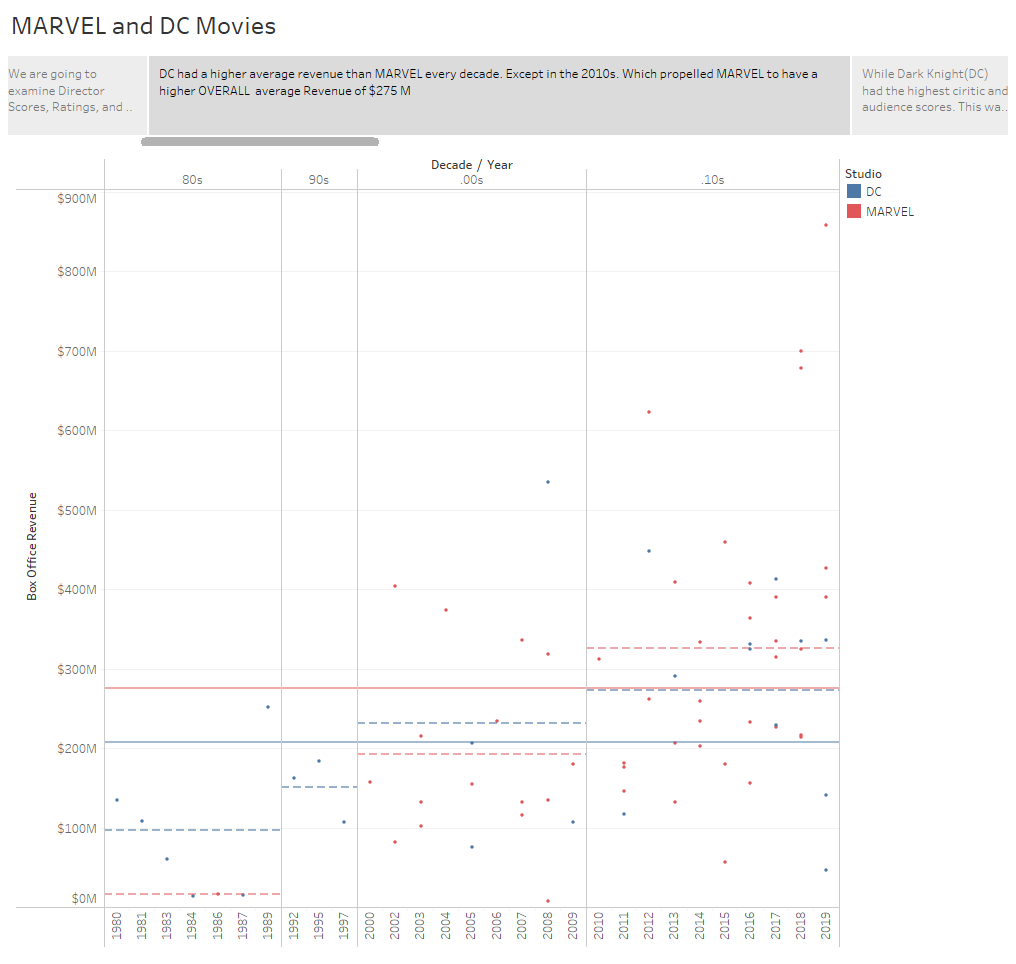 MARVEL and DC Movies
We are going to
examine Director
Scores, Ratings, and ..
DC had a higher average revenue than MARVEL every decade. Except in the 2010s. Which propelled MARVEL to have a
higher OVERALL  average Revenue of $275 M
While Dark Knight(DC)
had the highest ciritic and
audience scores. This wa..
Decade / Year
80s
90s
.00s
.10s
Studio
DC
MARVEL
$900M
$800M
$700M
$600M
$500M
$400M
$300M
$200M
$100M
$0M
Box Office Revenue
1980
1981
1983
1984
1986
1987
1989
1992
1995
1997
2000
2002
2003
2004
2005
2006
2007
2008
2009
2010
2011
2012
2013
2014
2015
2016
2017
2018
2019